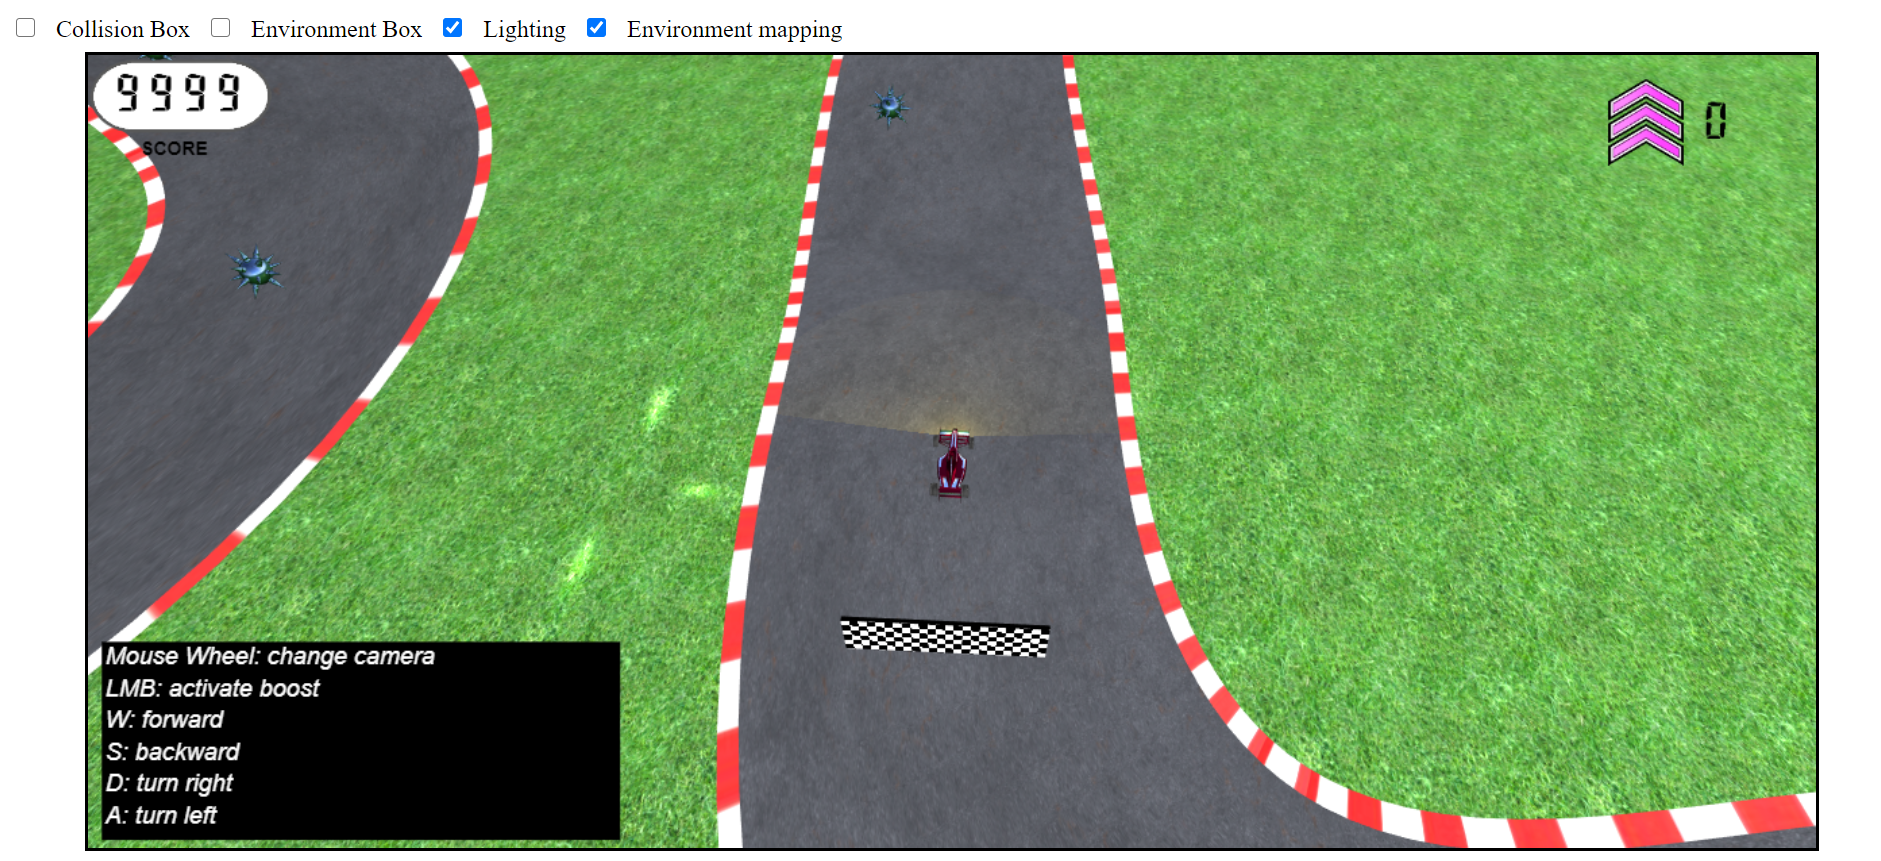 Collision Box Environment Box Lighting Environment mapping
9999
SCORE
0
Mouse Wheel: change camera
LMB: activate boost
W: forward
S: backward
D: turn right
A: turn left